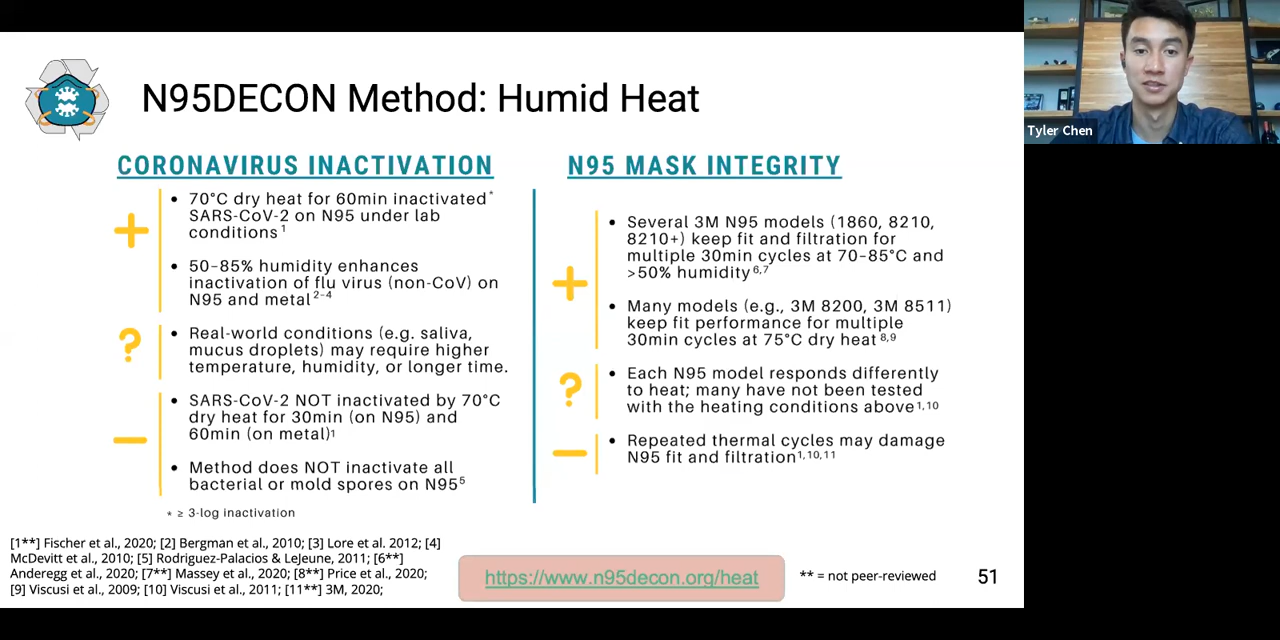 N95DECON Method: Humid Heat
CORONAVIRUS INACTIVATION
+
• 70°C dry heat for 60min inactivated*
SARS-CoV-2 on N95 under lab
conditions¹
• 50–85% humidity enhances
inactivation of flu virus (non-CoV) on
N95 and metal²⁻⁴
?
• Real-world conditions (e.g. saliva,
mucus droplets) may require higher
temperature, humidity, or longer time.
–
• SARS-CoV-2 NOT inactivated by 70°C
dry heat for 30min (on N95) and
60min (on metal)¹
• Method does NOT inactivate all
bacterial or mold spores on N95⁵
* ≥ 3-log inactivation
N95 MASK INTEGRITY
+
• Several 3M N95 models (1860, 8210,
8210+) keep fit and filtration for
multiple 30min cycles at 70–85°C and
>50% humidity⁶,⁷
• Many models (e.g., 3M 8200, 3M 8511)
keep fit performance for multiple
30min cycles at 75°C dry heat⁸,⁹
?
• Each N95 model responds differently
to heat; many have not been tested
with the heating conditions above¹,¹⁰
–
• Repeated thermal cycles may damage
N95 fit and filtration¹,¹⁰,¹¹
[1**] Fischer et al., 2020; [2] Bergman et al., 2010; [3] Lore et al. 2012; [4]
McDevitt et al., 2010; [5] Rodriguez-Palacios & LeJeune, 2011; [6**]
Anderegg et al., 2020; [7**] Massey et al., 2020; [8**] Price et al., 2020;
[9] Viscusi et al., 2009; [10] Viscusi et al., 2011; [11**] 3M, 2020;
https://www.n95decon.org/heat
** = not peer-reviewed
51
Tyler Chen